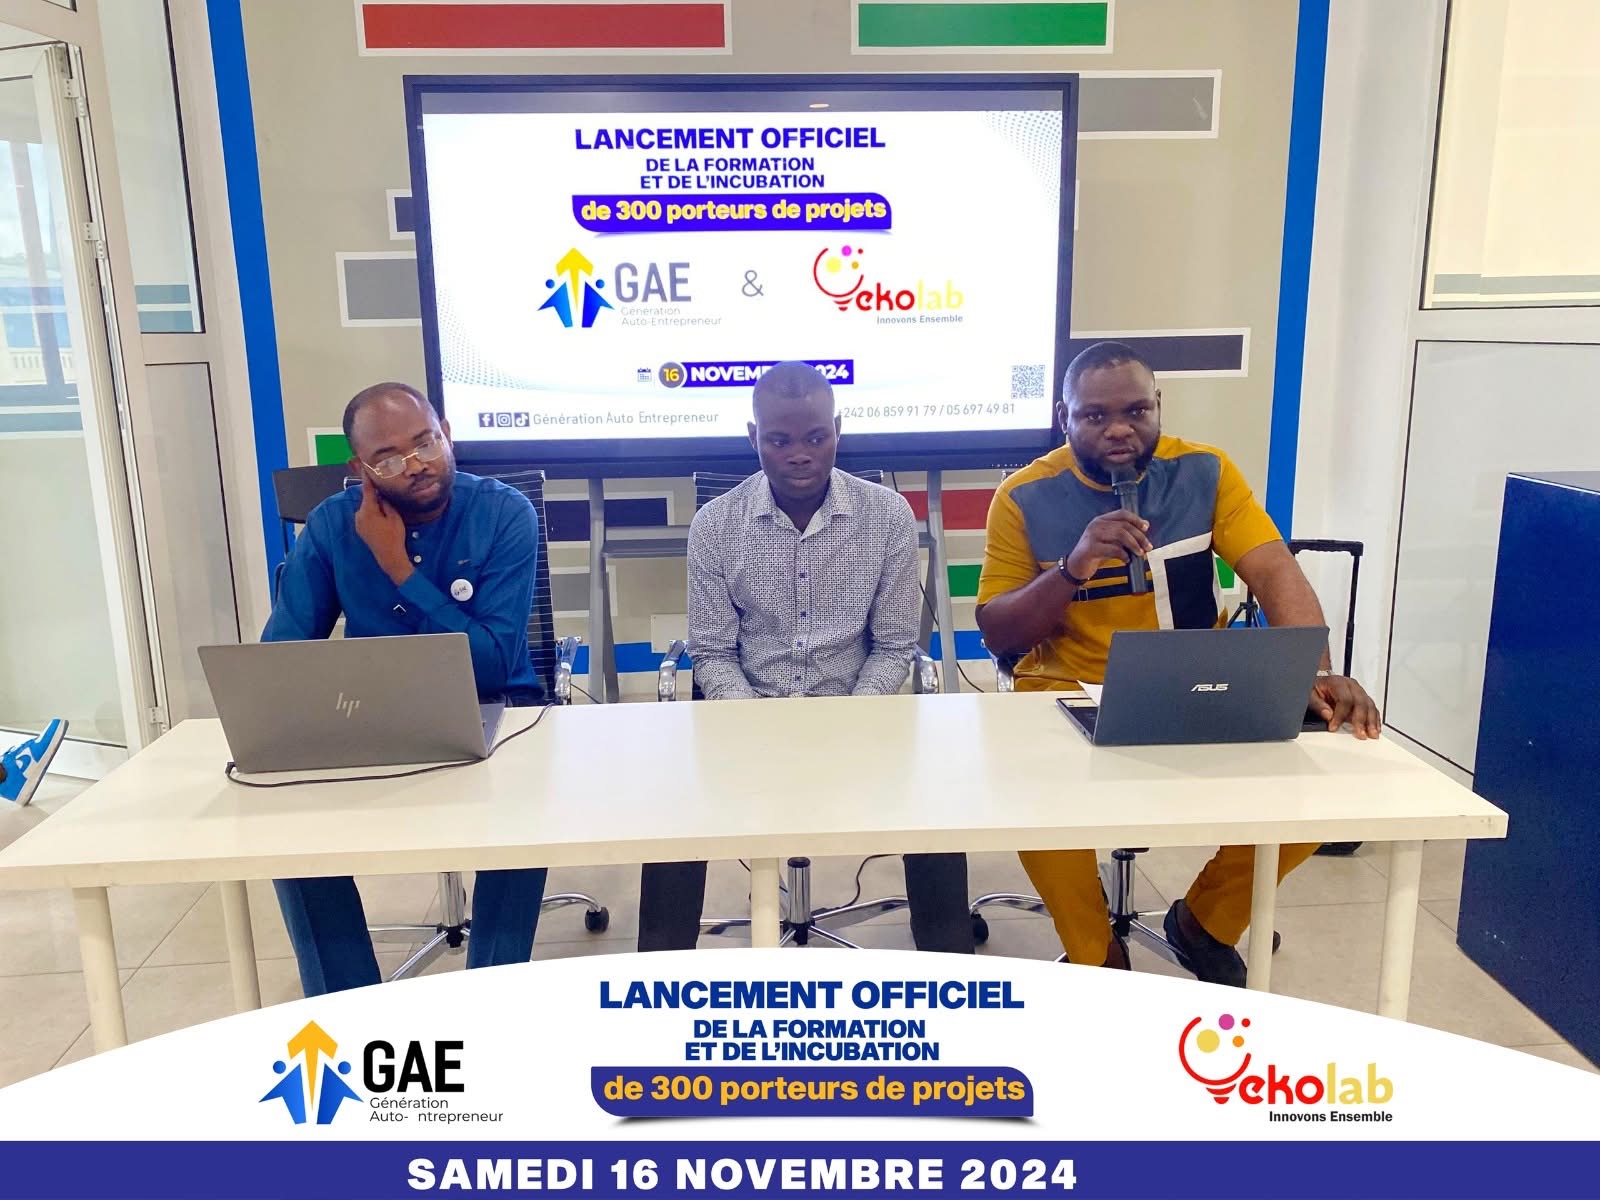 LANCEMENT OFFICIEL
DE LA FORMATION
ET DE L'INCUBATION
de 300 porteurs de projets
GAE
Génération
Auto-Entrepreneur
&
ekolab
Innovons Ensemble
16 NOVEM 2024
Génération Auto Entrepreneur
+242 06 859 91 79 / 05 697 49 81
hp
ASUS
LANCEMENT OFFICIEL
DE LA FORMATION
ET DE L'INCUBATION
de 300 porteurs de projets
GAE
Génération
Auto- ntrepreneur
ekolab
Innovons Ensemble
SAMEDI 16 NOVEMBRE 2024